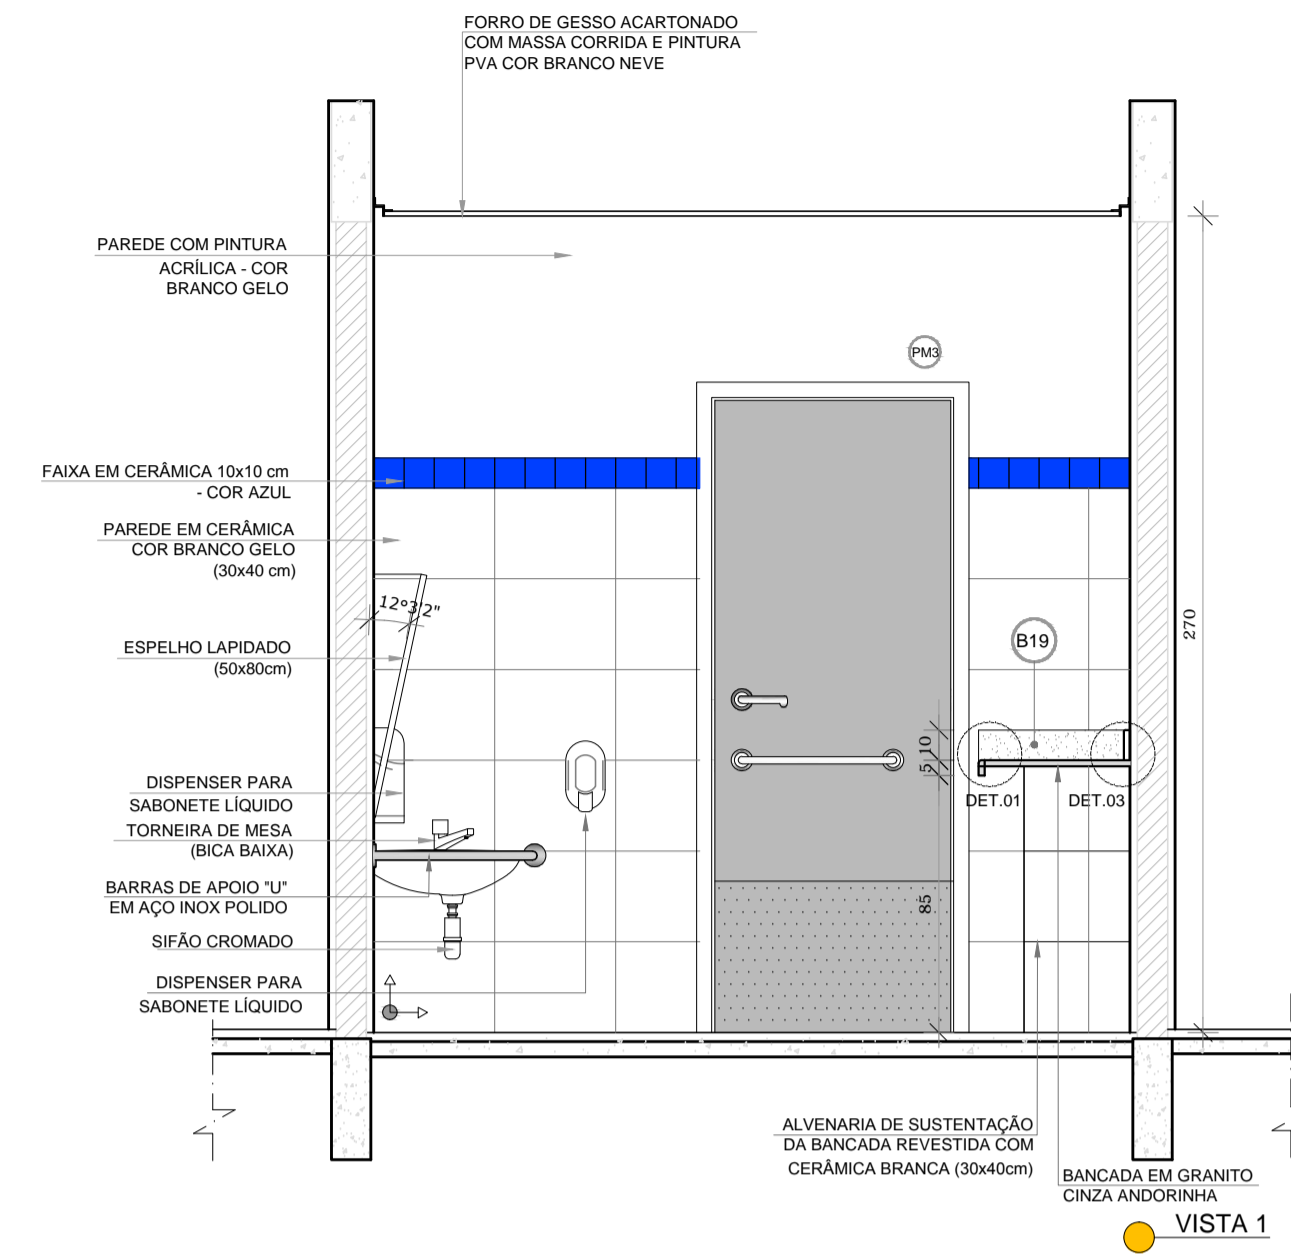 FORRO DE GESSO ACARTONADO
COM MASSA CORRIDA E PINTURA
PVA COR BRANCO NEVE
PAREDE COM PINTURA
ACRÍLICA - COR
BRANCO GELO
PM3
FAIXA EM CERÂMICA 10x10 cm
- COR AZUL
PAREDE EM CERÂMICA
COR BRANCO GELO
(30x40 cm)
12°3'2"
ESPELHO LAPIDADO
(50x80cm)
B19
270
10
5
DET.01
DET.03
DISPENSER PARA
SABONETE LÍQUIDO
TORNEIRA DE MESA
(BICA BAIXA)
BARRAS DE APOIO "U"
EM AÇO INOX POLIDO
85
SIFÃO CROMADO
DISPENSER PARA
SABONETE LÍQUIDO
ALVENARIA DE SUSTENTAÇÃO
DA BANCADA REVESTIDA COM
CERÂMICA BRANCA (30x40cm)
BANCADA EM GRANITO
CINZA ANDORINHA
VISTA 1